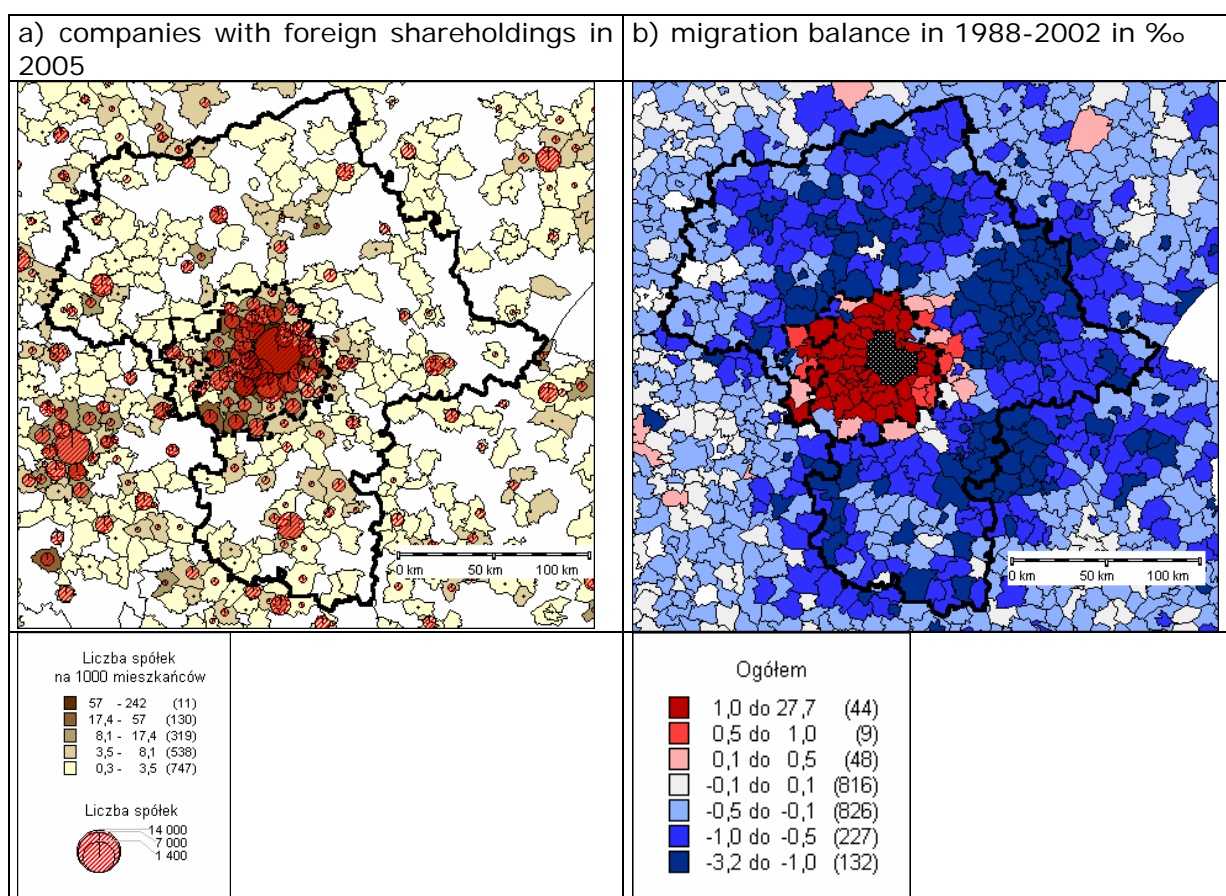 a) companies with foreign shareholdings in
2005
b) migration balance in 1988-2002 in ‰
0 km 50 km 100 km
0 km 50 km 100 km
Liczba spółek
na 1000 mieszkańców
57 - 242 (11)
17,4 - 57 (130)
8,1 - 17,4 (319)
3,5 - 8,1 (538)
0,3 - 3,5 (747)
Liczba spółek
14 000
7 000
1 400
Ogółem
1,0 do 27,7 (44)
0,5 do 1,0 (9)
0,1 do 0,5 (48)
-0,1 do 0,1 (816)
-0,5 do -0,1 (826)
-1,0 do -0,5 (227)
-3,2 do -1,0 (132)